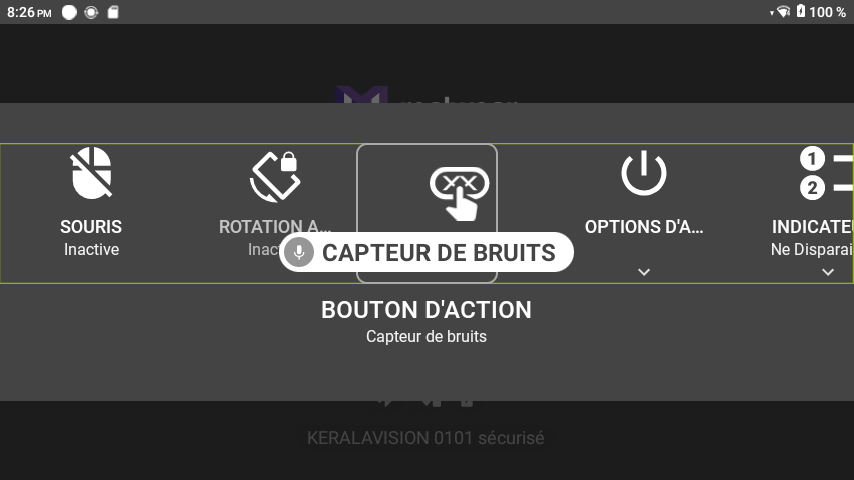 8:26 PM
100 %
SOURIS
Inactive
ROTATION A...
Inac
XX
CAPTEUR DE BRUITS
OPTIONS D'A...
1
2
INDICATE
Ne Disparai
BOUTON D'ACTION
Capteur de bruits
KERALAVISION 0101 sécurisé